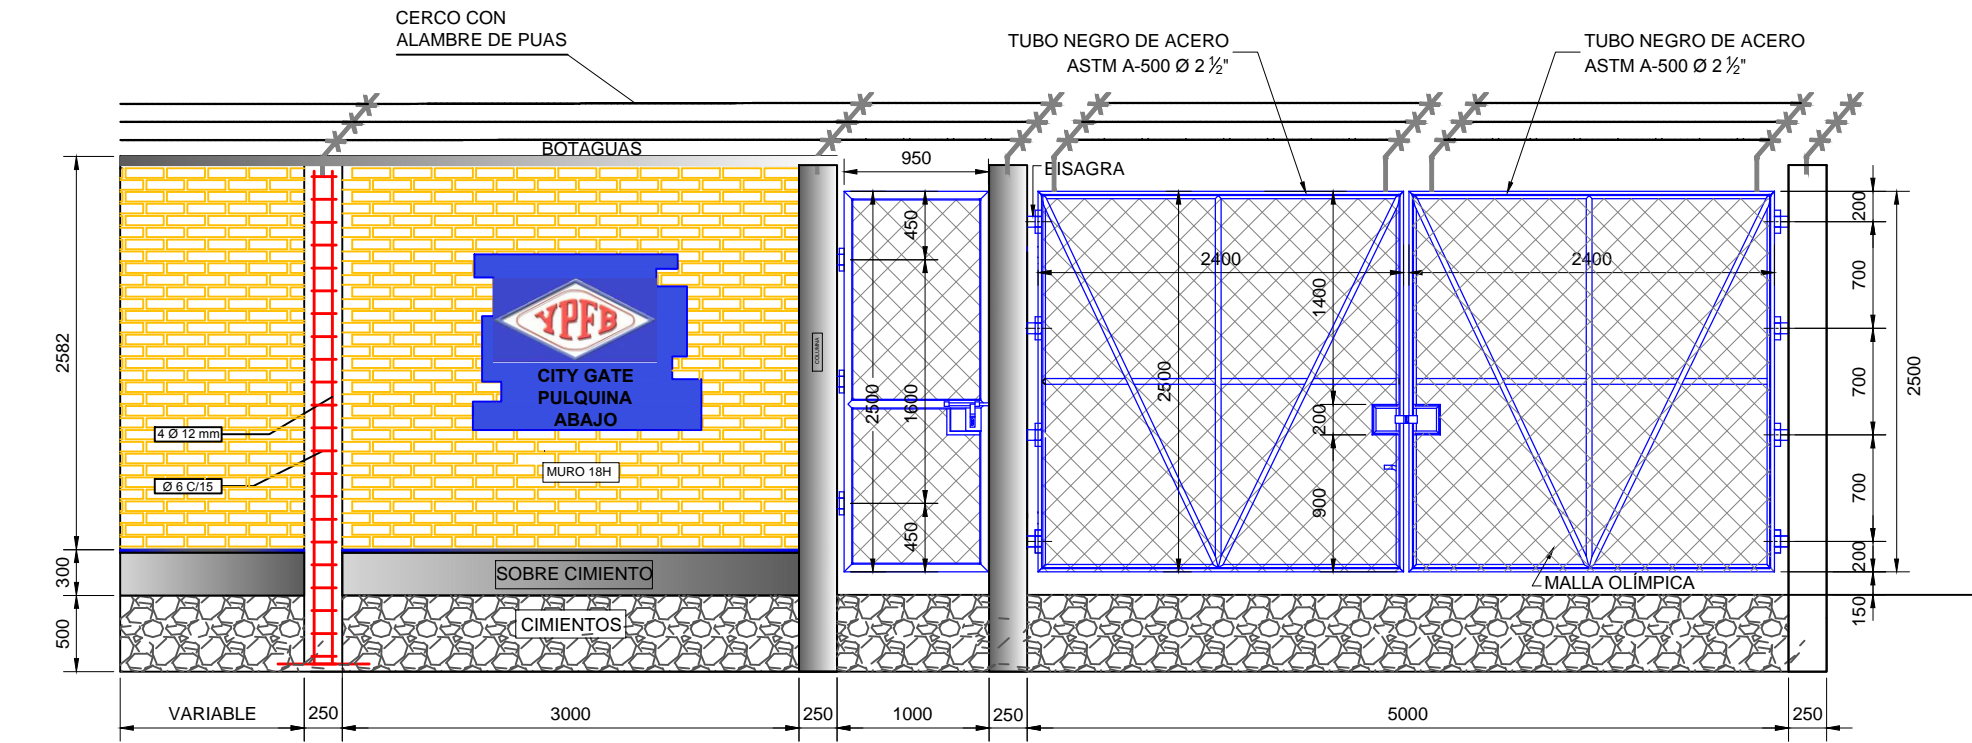 CERCO CON
ALAMBRE DE PUAS
TUBO NEGRO DE ACERO
ASTM A-500 Ø 2 ½"
TUBO NEGRO DE ACERO
ASTM A-500 Ø 2 ½"
BOTAGUAS
950
BISAGRA
200
450
2400
2400
700
1400
2582
YPFB
COLUMNA
CITY GATE
PULQUINA
ABAJO
2500
1600
2500
200
700
2500
4 Ø 12 mm
MURO 18H
Ø 6 C/15
900
700
450
200
300
SOBRE CIMIENTO
MALLA OLÍMPICA
150
500
CIMIENTOS
VARIABLE
250
3000
250
1000
250
5000
250